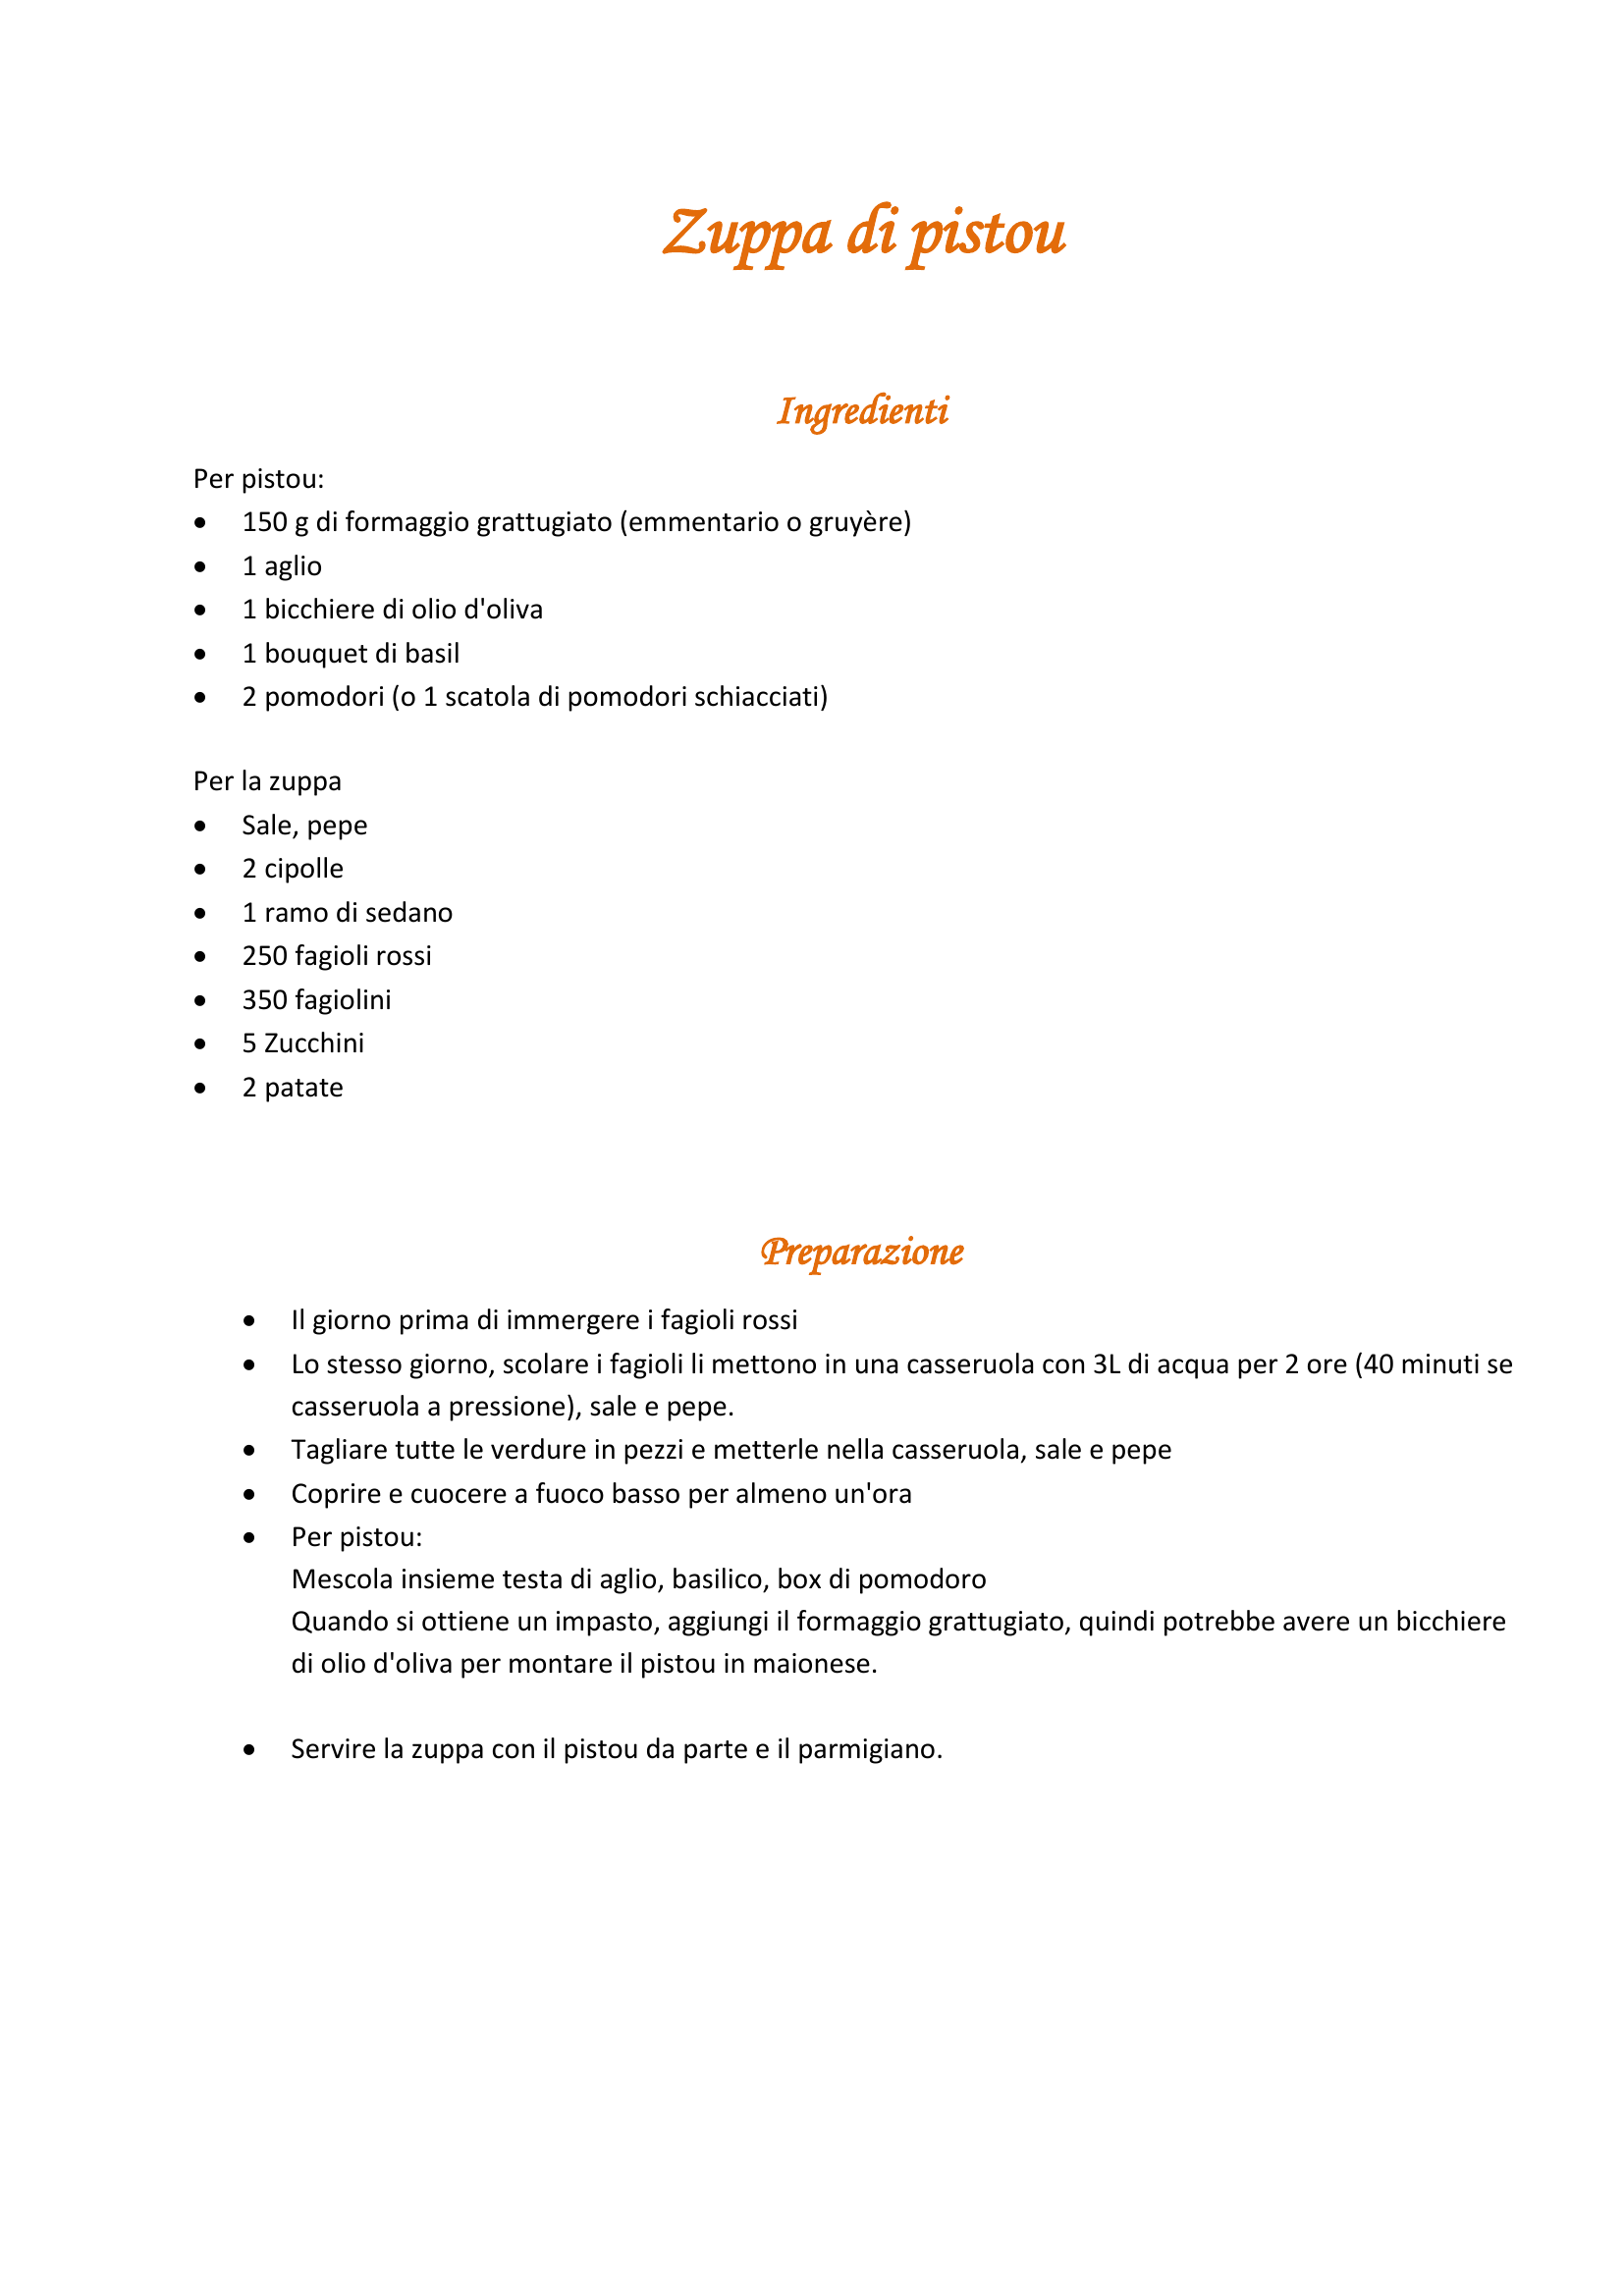 Zuppa di pistou
Ingredienti
Per pistou:
• 150 g di formaggio grattugiato (emmentario o gruyère)
• 1 aglio
• 1 bicchiere di olio d'oliva
• 1 bouquet di basil
• 2 pomodori (o 1 scatola di pomodori schiacciati)
Per la zuppa
• Sale, pepe
• 2 cipolle
• 1 ramo di sedano
• 250 fagioli rossi
• 350 fagiolini
• 5 Zucchini
• 2 patate
Preparazione
• Il giorno prima di immergere i fagioli rossi
• Lo stesso giorno, scolare i fagioli li mettono in una casseruola con 3L di acqua per 2 ore (40 minuti se
casseruola a pressione), sale e pepe.
• Tagliare tutte le verdure in pezzi e metterle nella casseruola, sale e pepe
• Coprire e cuocere a fuoco basso per almeno un'ora
• Per pistou:
Mescola insieme testa di aglio, basilico, box di pomodoro
Quando si ottiene un impasto, aggiungi il formaggio grattugiato, quindi potrebbe avere un bicchiere
di olio d'oliva per montare il pistou in maionese.
• Servire la zuppa con il pistou da parte e il parmigiano.